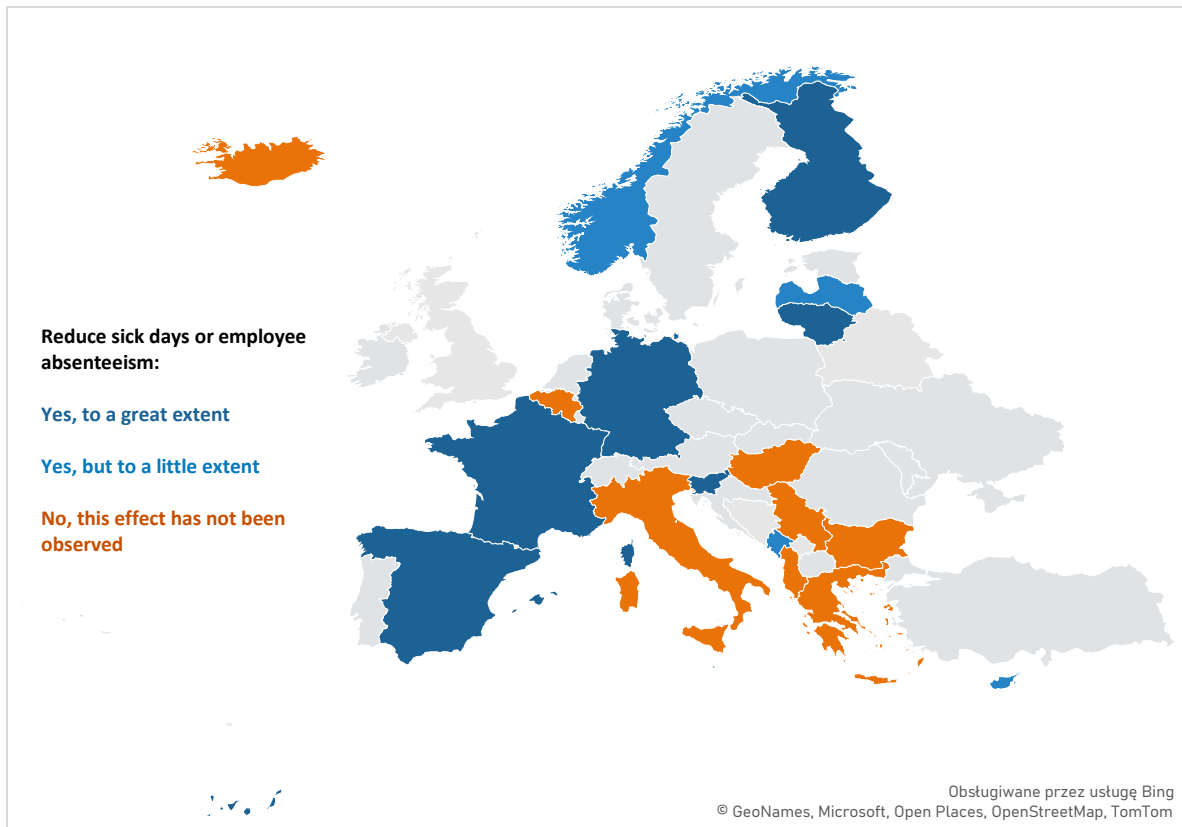 Reduce sick days or employee
absenteeism:
Yes, to a great extent
Yes, but to a little extent
No, this effect has not been
observed
Obsługiwane przez usługę Bing
© GeoNames, Microsoft, Open Places, OpenStreetMap, TomTom